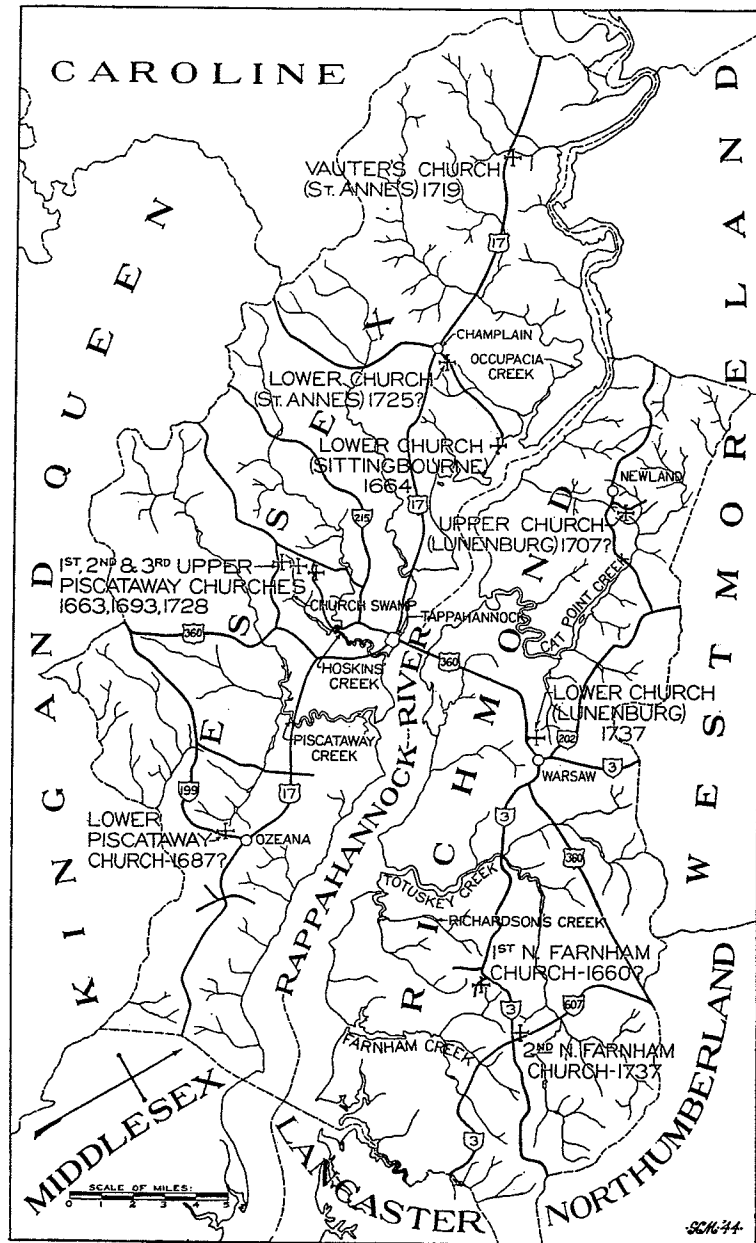 CAROLINE
KING AND QUEEN
ESSEX
RICHMOND
WESTMORELAND
VAUTER'S CHURCH
(ST. ANNE'S) 1719
17
CHAMPLAIN
OCCUPACIA
CREEK
LOWER CHURCH
(ST. ANNE'S) 1725?
LOWER CHURCH
(SITTINGBOURNE)
1664
17
215
NEWLAND
UPPER CHURCH
(LUNENBURG) 1707?
1ST, 2ND & 3RD UPPER
PISCATAWAY CHURCHES
1663, 1693, 1728
CHURCH SWAMP
TAPPAHANNOCK
CAT POINT CREEK
360
HOSKINS
CREEK
360
RAPPAHANNOCK-RIVER
LOWER CHURCH
(LUNENBURG)
1737
202
PISCATAWAY
CREEK
WARSAW
3
199
17
3
LOWER
PISCATAWAY
CHURCH-1687?
OZEANA
360
TOTUSKEY CREEK
RICHARDSON'S CREEK
1ST N. FARNHAM
CHURCH-1660?
3
607
FARNHAM CREEK
2ND N. FARNHAM
CHURCH-1737
3
MIDDLESEX
LANCASTER
NORTHUMBERLAND
SCALE OF MILES:
0 1 2 3 4 5